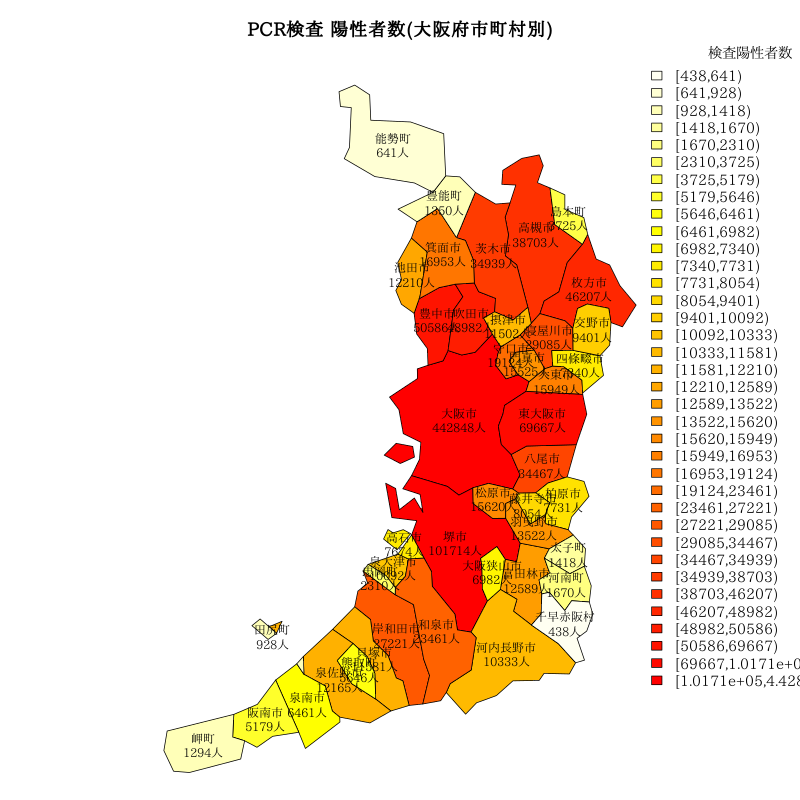 PCR検査 陽性者数(大阪府市町村別)
検査陽性者数
[438,641)
[641,928)
[928,1418)
[1418,1670)
[1670,2310)
[2310,3725)
[3725,5179)
[5179,5646)
[5646,6461)
[6461,6982)
[6982,7340)
[7340,7731)
[7731,8054)
[8054,9401)
[9401,10092)
[10092,10333)
[10333,11581)
[11581,12210)
[12210,12589)
[12589,13522)
[13522,15620)
[15620,15949)
[15949,16953)
[16953,19124)
[19124,23461)
[23461,27221)
[27221,29085)
[29085,34467)
[34467,34939)
[34939,38703)
[38703,46207)
[46207,48982)
[48982,50586)
[50586,69667)
[69667,1.0171e+0
[1.0171e+05,4.428
能勢町
641人
豊能町
1350人
島本町
3725人
高槻市
38703人
箕面市
16953人
茨木市
34939人
池田市
12210人
枚方市
46207人
豊中市
50586人
吹田市
48982人
摂津市
11502人
交野市
9401人
寝屋川市
29085人
守口市
19124人
門真市
15525人
四條畷市
7340人
大東市
15949人
大阪市
442848人
東大阪市
69667人
八尾市
34467人
松原市
15620人
藤井寺市
8054人
柏原市
7731人
羽曳野市
13522人
高石市
7674人
堺市
101714人
太子町
1418人
泉大津市
10092人
忠岡町
2310人
大阪狭山市
6982人
富田林市
12589人
河南町
1670人
千早赤阪村
438人
田尻町
928人
岸和田市
27221人
和泉市
23461人
河内長野市
10333人
貝塚市
11581人
熊取町
5646人
泉佐野市
12165人
泉南市
6461人
阪南市
5179人
岬町
1294人